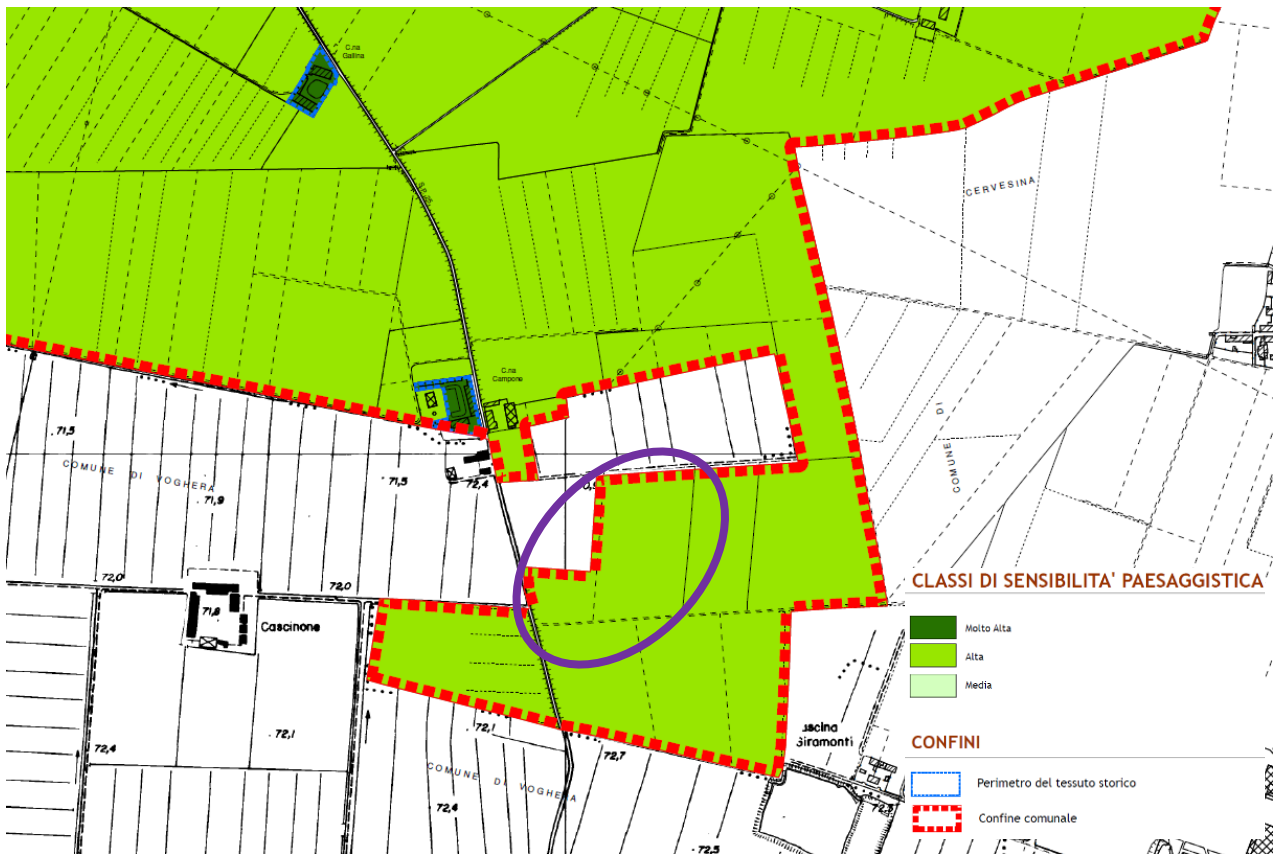 C.na
Gallina
S.P. 25
CERVESINA
C.na
Campone
71,5
COMUNE DI VOGHERA
71,9
71,5
72,4
DI
COMUNE
72,0
72,0
71,8
Cascinone
CLASSI DI SENSIBILITA' PAESAGGISTICA
Molto Alta
Alta
Media
72,4
72,1
72,1
72,7
CONFINI
Perimetro del tessuto storico
Confine comunale
COMUNE DI VOGHERA
72,4
72,5